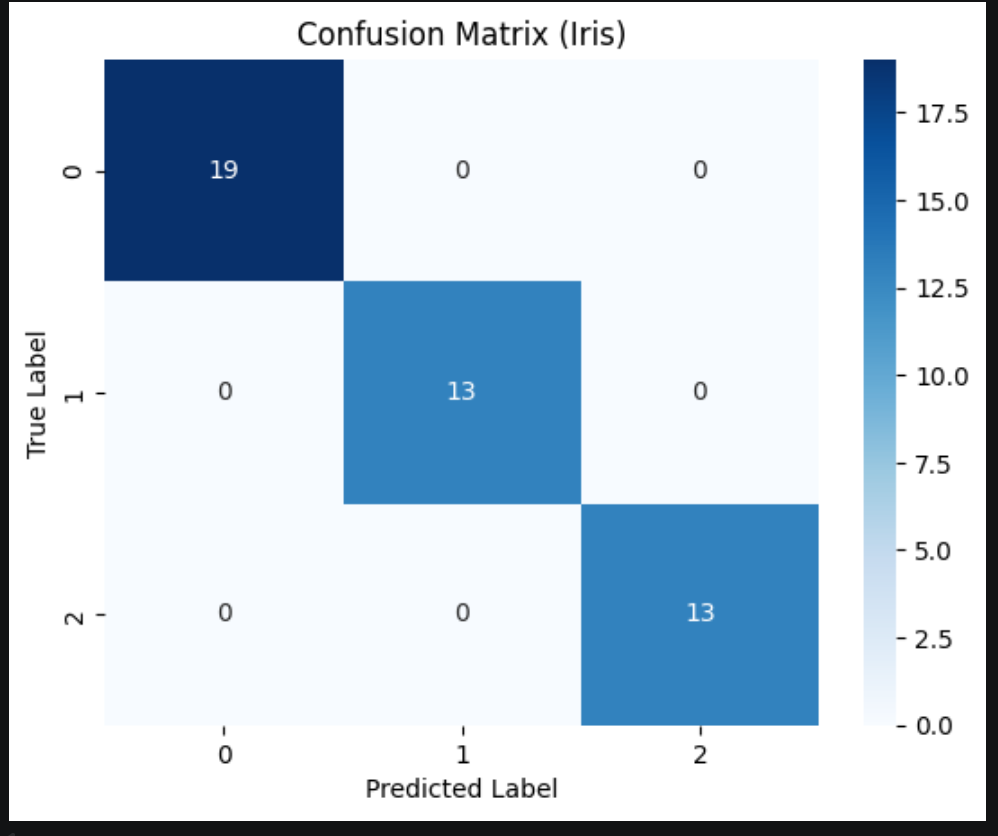 Confusion Matrix (Iris)
17.5
15.0
12.5
10.0
7.5
5.0
2.5
0.0
True Label
0
19 0 0
1
0 13 0
2
0 0 13
0 1 2
Predicted Label